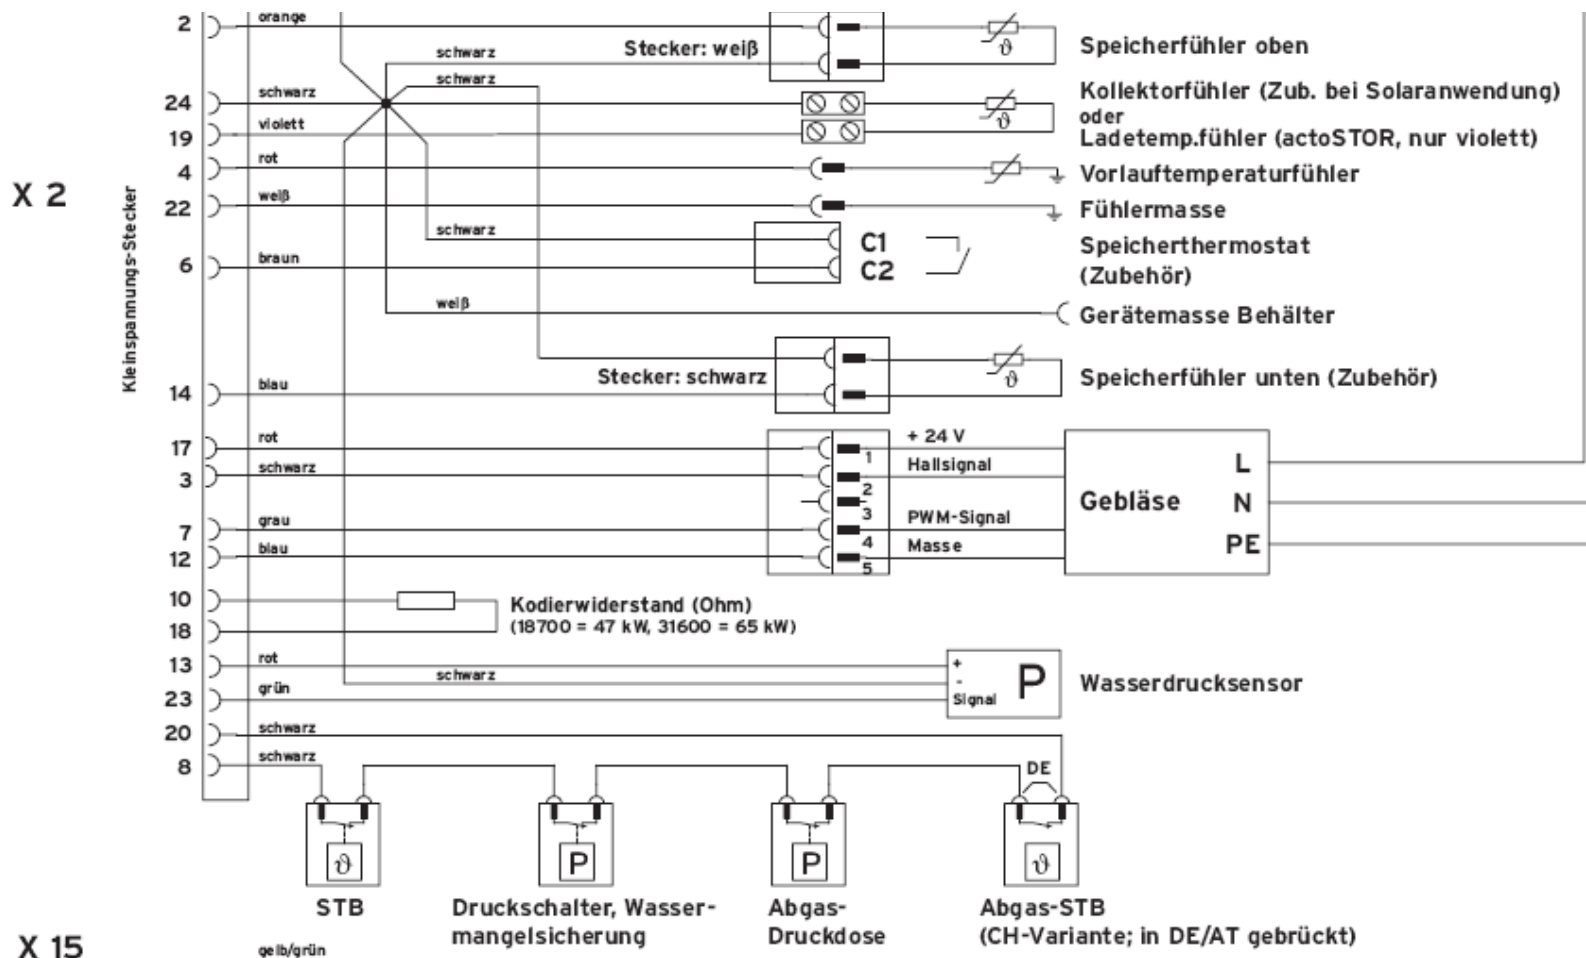 2
orange
Stecker: weiß
schwarz
ϑ
Speicherfühler oben
schwarz
24
schwarz
ϑ
Kollektorfühler (Zub. bei Solaranwendung)
oder
19
violett
Ladetemp.fühler (actoSTOR, nur violett)
4
rot
Vorlauftemperaturfühler
X 2
Kleinspannungs-Stecker
22
weiß
Fühlermasse
schwarz
C1
Speicherthermostat
6
braun
C2
(Zubehör)
weiß
Gerätemasse Behälter
Stecker: schwarz
ϑ
Speicherfühler unten (Zubehör)
14
blau
17
rot
1
+ 24 V
3
schwarz
2
Hallsignal
3
7
grau
4
PWM-Signal
12
blau
5
Masse
Gebläse
L
N
PE
10
Kodierwiderstand (Ohm)
18
(18700 = 47 kW, 31600 = 65 kW)
13
rot
+
schwarz
-
P
Wasserdrucksensor
23
grün
Signal
20
schwarz
8
schwarz
DE
ϑ
P
P
ϑ
STB
Druckschalter, Wasser-
mangelsicherung
Abgas-
Druckdose
Abgas-STB
(CH-Variante; in DE/AT gebrückt)
X 15
gelb/grün